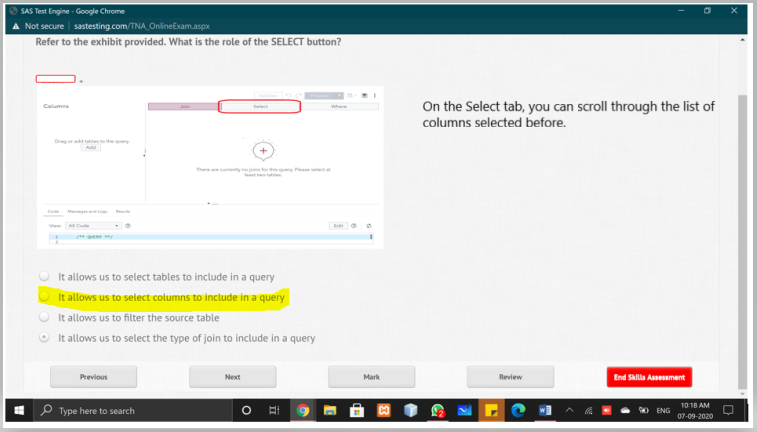 SAS Test Engine - Google Chrome
Not secure | sastesting.com/TNA_OnlineExam.aspx
Refer to the exhibit provided. What is the role of the SELECT button?
Columns
Join
Select
Where
On the Select tab, you can scroll through the list of
columns selected before.
Drag or add tables to the query.
Add
There are currently no joins for this query. Please select at
least two tables.
Code
Messages and Logs
Results
View:
All Code
Edit
1 /** QUERY **/
2
It allows us to select tables to include in a query
It allows us to select columns to include in a query
It allows us to filter the source table
It allows us to select the type of join to include in a query
Previous
Next
Mark
Review
End Skills Assessment
Type here to search
ENG
10:18 AM
07-09-2020